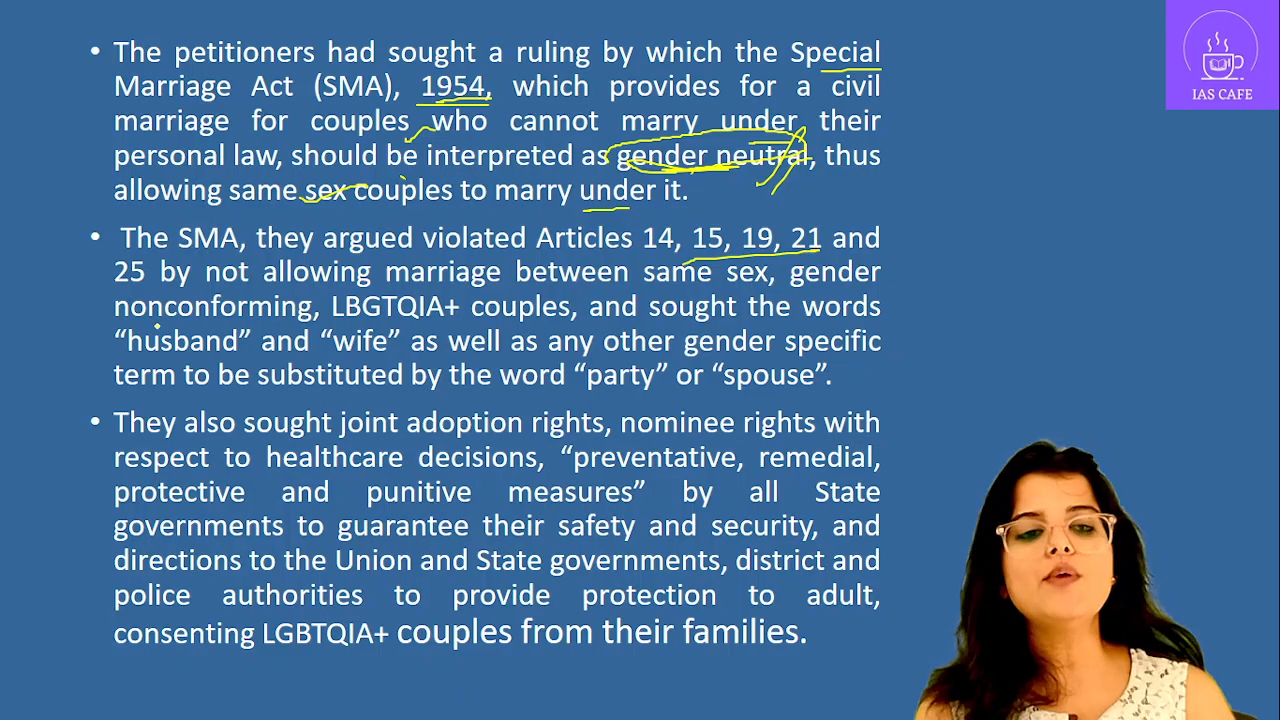 • The petitioners had sought a ruling by which the Special
Marriage Act (SMA), 1954, which provides for a civil
marriage for couples who cannot marry under their
personal law, should be interpreted as gender neutral, thus
allowing same sex couples to marry under it.
• The SMA, they argued violated Articles 14, 15, 19, 21 and
25 by not allowing marriage between same sex, gender
nonconforming, LBGTQIA+ couples, and sought the words
“husband” and “wife” as well as any other gender specific
term to be substituted by the word “party” or “spouse”.
• They also sought joint adoption rights, nominee rights with
respect to healthcare decisions, “preventative, remedial,
protective and punitive measures” by all State
governments to guarantee their safety and security, and
directions to the Union and State governments, district and
police authorities to provide protection to adult,
consenting LGBTQIA+ couples from their families.
IAS CAFE